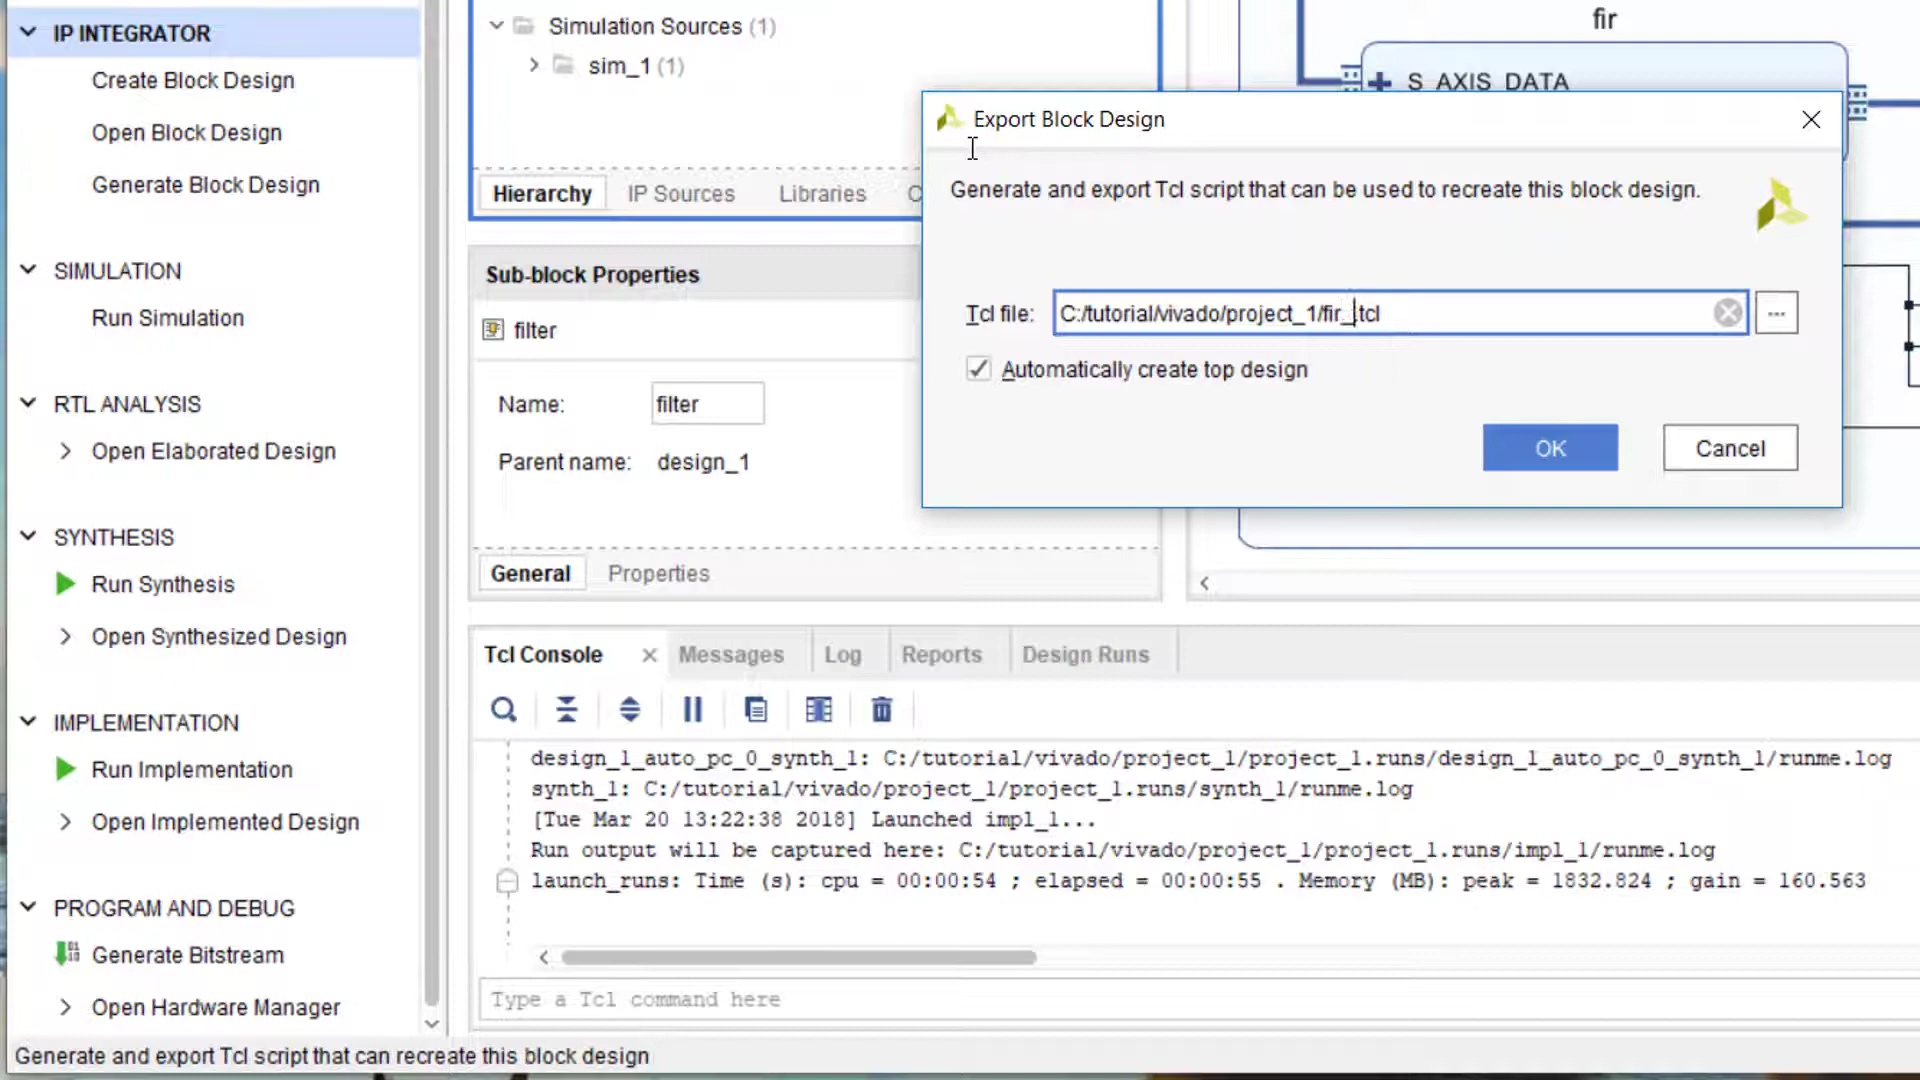 IP INTEGRATOR
Create Block Design
Open Block Design
Generate Block Design
SIMULATION
Run Simulation
RTL ANALYSIS
Open Elaborated Design
SYNTHESIS
Run Synthesis
Open Synthesized Design
IMPLEMENTATION
Run Implementation
Open Implemented Design
PROGRAM AND DEBUG
Generate Bitstream
Open Hardware Manager
Simulation Sources (1)
sim_1 (1)
Hierarchy IP Sources Libraries C
Sub-block Properties
filter
Name: filter
Parent name: design_1
General Properties
fir
S_AXIS_DATA
Export Block Design
Generate and export Tcl script that can be used to recreate this block design.
Tcl file: C:/tutorial/vivado/project_1/fir_.tcl
...
Automatically create top design
OK Cancel
Tcl Console Messages Log Reports Design Runs
design_1_auto_pc_0_synth_1: C:/tutorial/vivado/project_1/project_1.runs/design_1_auto_pc_0_synth_1/runme.log
synth_1: C:/tutorial/vivado/project_1/project_1.runs/synth_1/runme.log
[Tue Mar 20 13:22:38 2018] Launched impl_1...
Run output will be captured here: C:/tutorial/vivado/project_1/project_1.runs/impl_1/runme.log
launch_runs: Time (s): cpu = 00:00:54 ; elapsed = 00:00:55 . Memory (MB): peak = 1832.824 ; gain = 160.563
Type a Tcl command here
Generate and export Tcl script that can recreate this block design